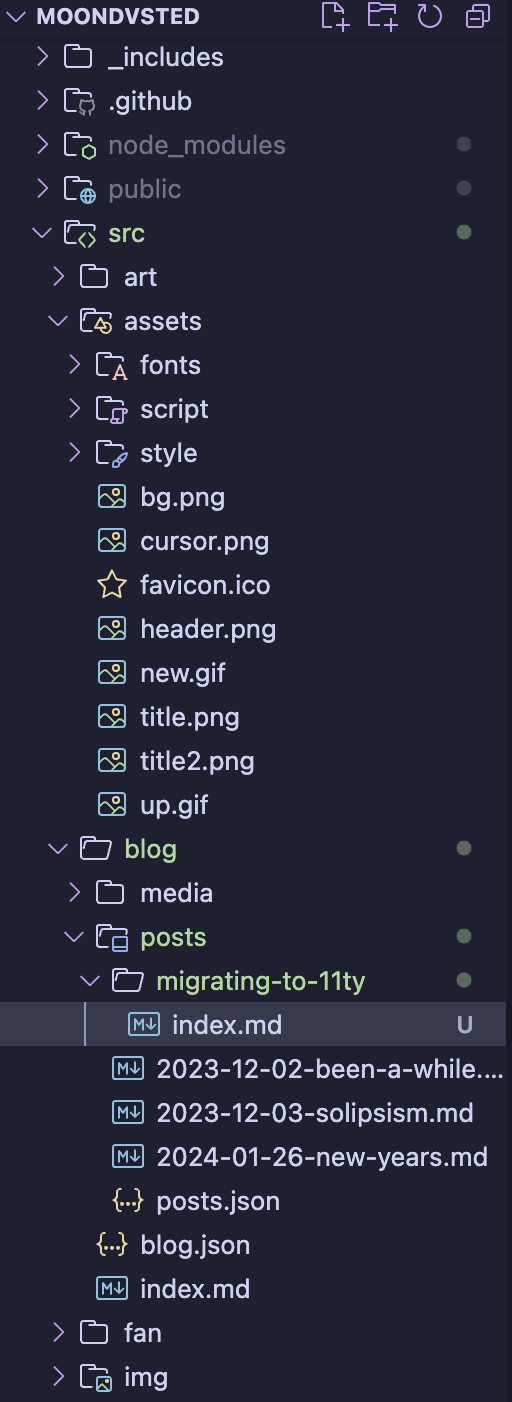 MOONDVSTED
_includes
.github
node_modules
public
src
art
assets
fonts
script
style
bg.png
cursor.png
favicon.ico
header.png
new.gif
title.png
title2.png
up.gif
blog
media
posts
migrating-to-11ty
index.md U
2023-12-02-been-a-while....
2023-12-03-solipsism.md
2024-01-26-new-years.md
posts.json
blog.json
index.md
fan
img